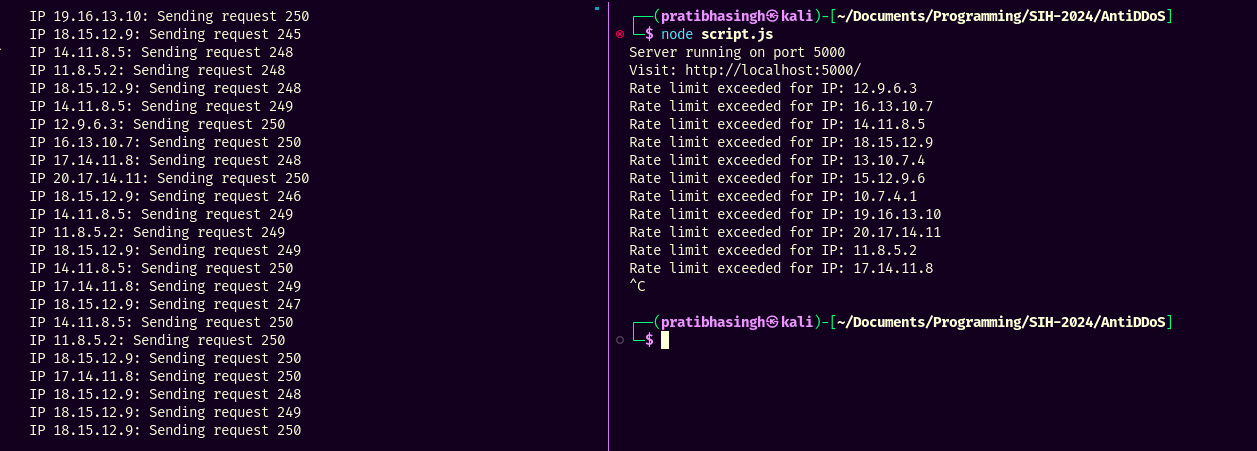 IP 19.16.13.10: Sending request 250
IP 18.15.12.9: Sending request 245
IP 14.11.8.5: Sending request 248
IP 11.8.5.2: Sending request 248
IP 18.15.12.9: Sending request 248
IP 14.11.8.5: Sending request 249
IP 12.9.6.3: Sending request 250
IP 16.13.10.7: Sending request 250
IP 17.14.11.8: Sending request 248
IP 20.17.14.11: Sending request 250
IP 18.15.12.9: Sending request 246
IP 14.11.8.5: Sending request 249
IP 11.8.5.2: Sending request 249
IP 18.15.12.9: Sending request 249
IP 14.11.8.5: Sending request 250
IP 17.14.11.8: Sending request 249
IP 18.15.12.9: Sending request 247
IP 14.11.8.5: Sending request 250
IP 11.8.5.2: Sending request 250
IP 18.15.12.9: Sending request 250
IP 17.14.11.8: Sending request 250
IP 18.15.12.9: Sending request 248
IP 18.15.12.9: Sending request 249
IP 18.15.12.9: Sending request 250
┌──(pratibhasingh㉿kali)-[~/Documents/Programming/SIH-2024/AntiDDoS]
└─$ node script.js
Server running on port 5000
Visit: http://localhost:5000/
Rate limit exceeded for IP: 12.9.6.3
Rate limit exceeded for IP: 16.13.10.7
Rate limit exceeded for IP: 14.11.8.5
Rate limit exceeded for IP: 18.15.12.9
Rate limit exceeded for IP: 13.10.7.4
Rate limit exceeded for IP: 15.12.9.6
Rate limit exceeded for IP: 10.7.4.1
Rate limit exceeded for IP: 19.16.13.10
Rate limit exceeded for IP: 20.17.14.11
Rate limit exceeded for IP: 11.8.5.2
Rate limit exceeded for IP: 17.14.11.8
^C
┌──(pratibhasingh㉿kali)-[~/Documents/Programming/SIH-2024/AntiDDoS]
└─$